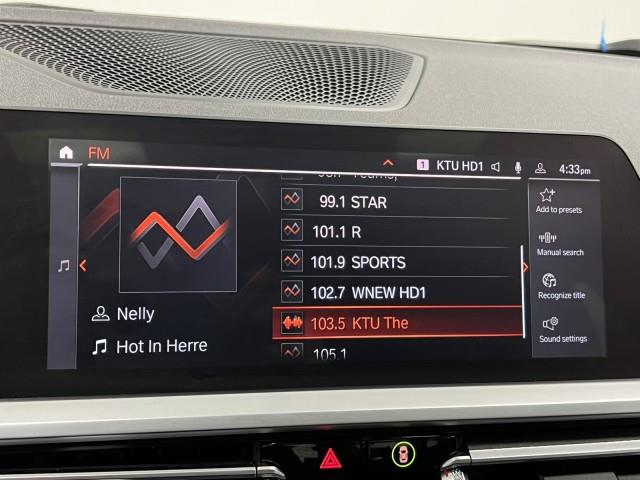 FM
1 KTU HD1
4:33pm
99.1 STAR
101.1 R
101.9 SPORTS
102.7 WNEW HD1
103.5 KTU The
105.1
Nelly
Hot In Herre
Add to presets
Manual search
Recognize title
Sound settings